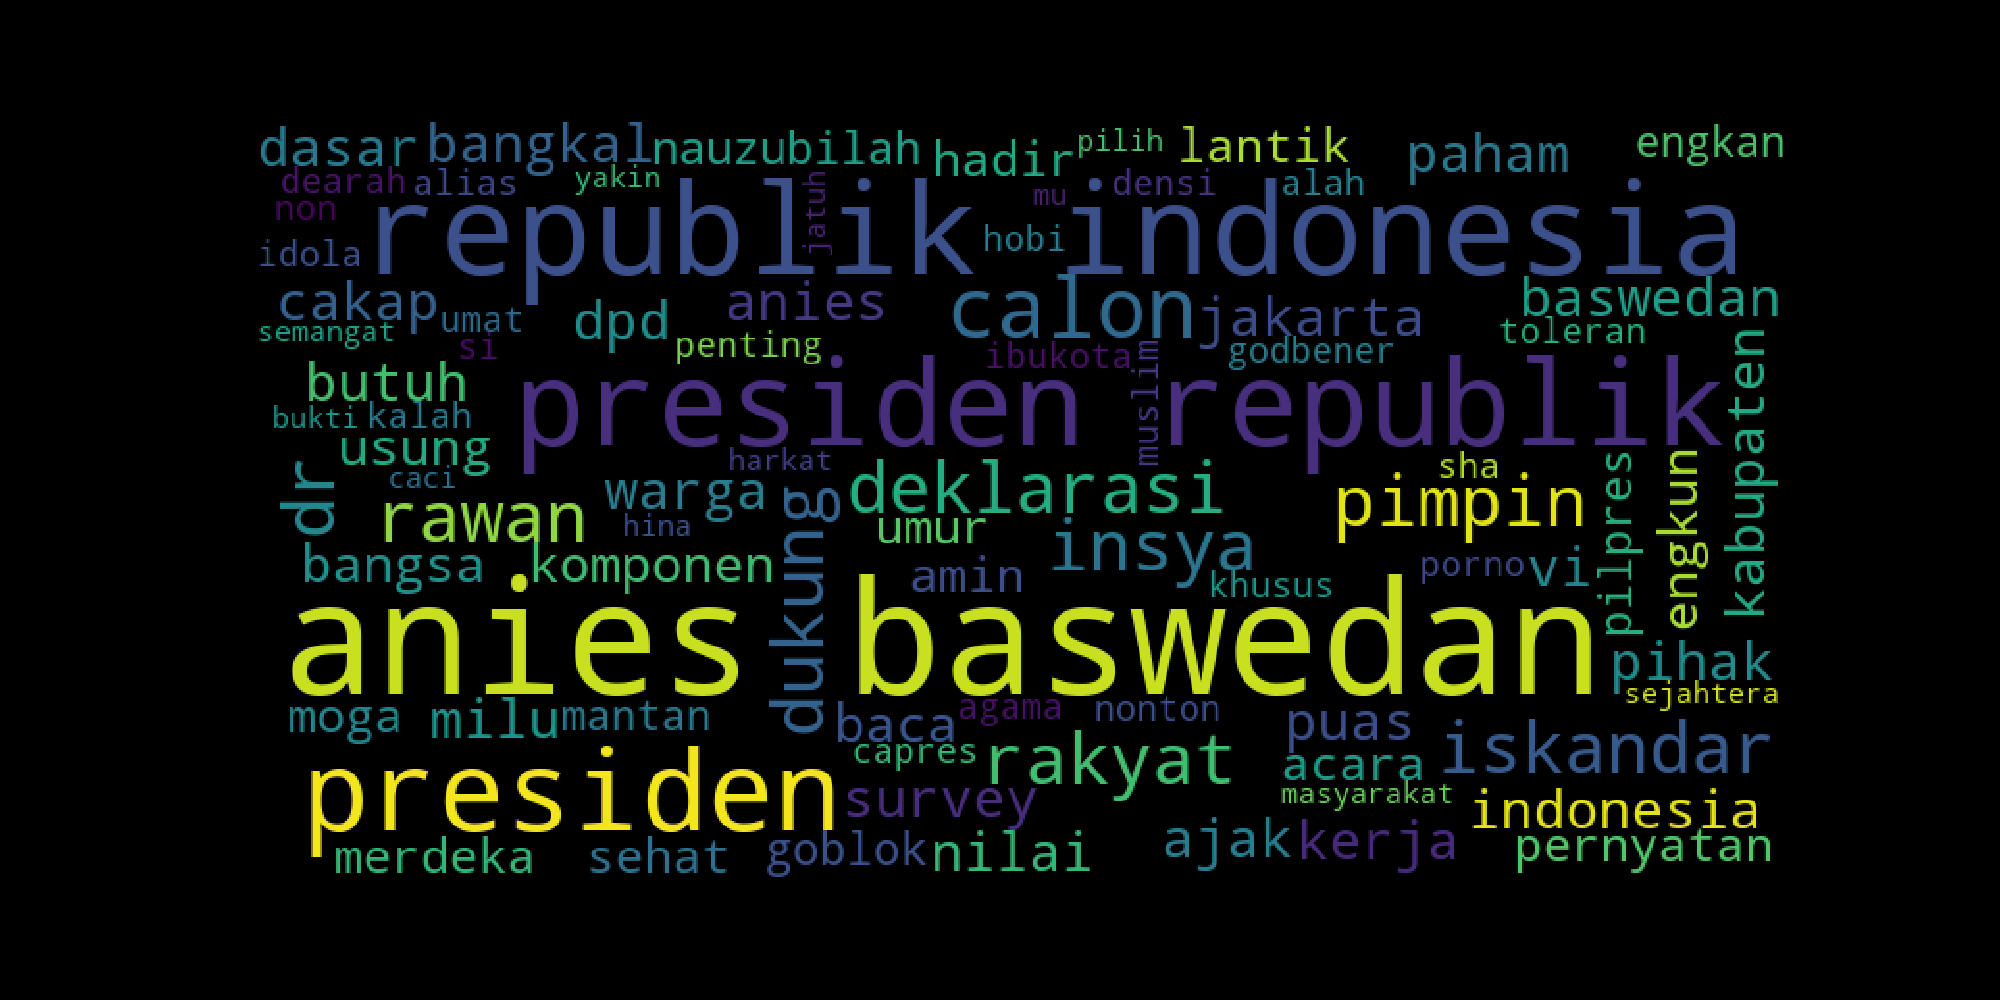 dasar bangkal nauzubilah hadir pilih lantik paham engkan
dearah alias yakin jatuh mu densi alah
non republik indonesia
idola hobi
cakap umat dpd anies calon jakarta baswedan
semangat si penting ibukota godbener toleran
butuh presiden republik muslim kabupaten
bukti kalah
usung harkat deklarasi sha pilpres engkun
dr caci warga dukung pimpin
rawan hina umur insya
bangsa komponen amin khusus porno vi
anies baswedan pihak
sejahtera
moga milu mantan baca agama nonton puas iskandar
presiden capres rakyat acara
survey masyarakat indonesia
merdeka sehat goblok nilai ajak kerja pernyatan